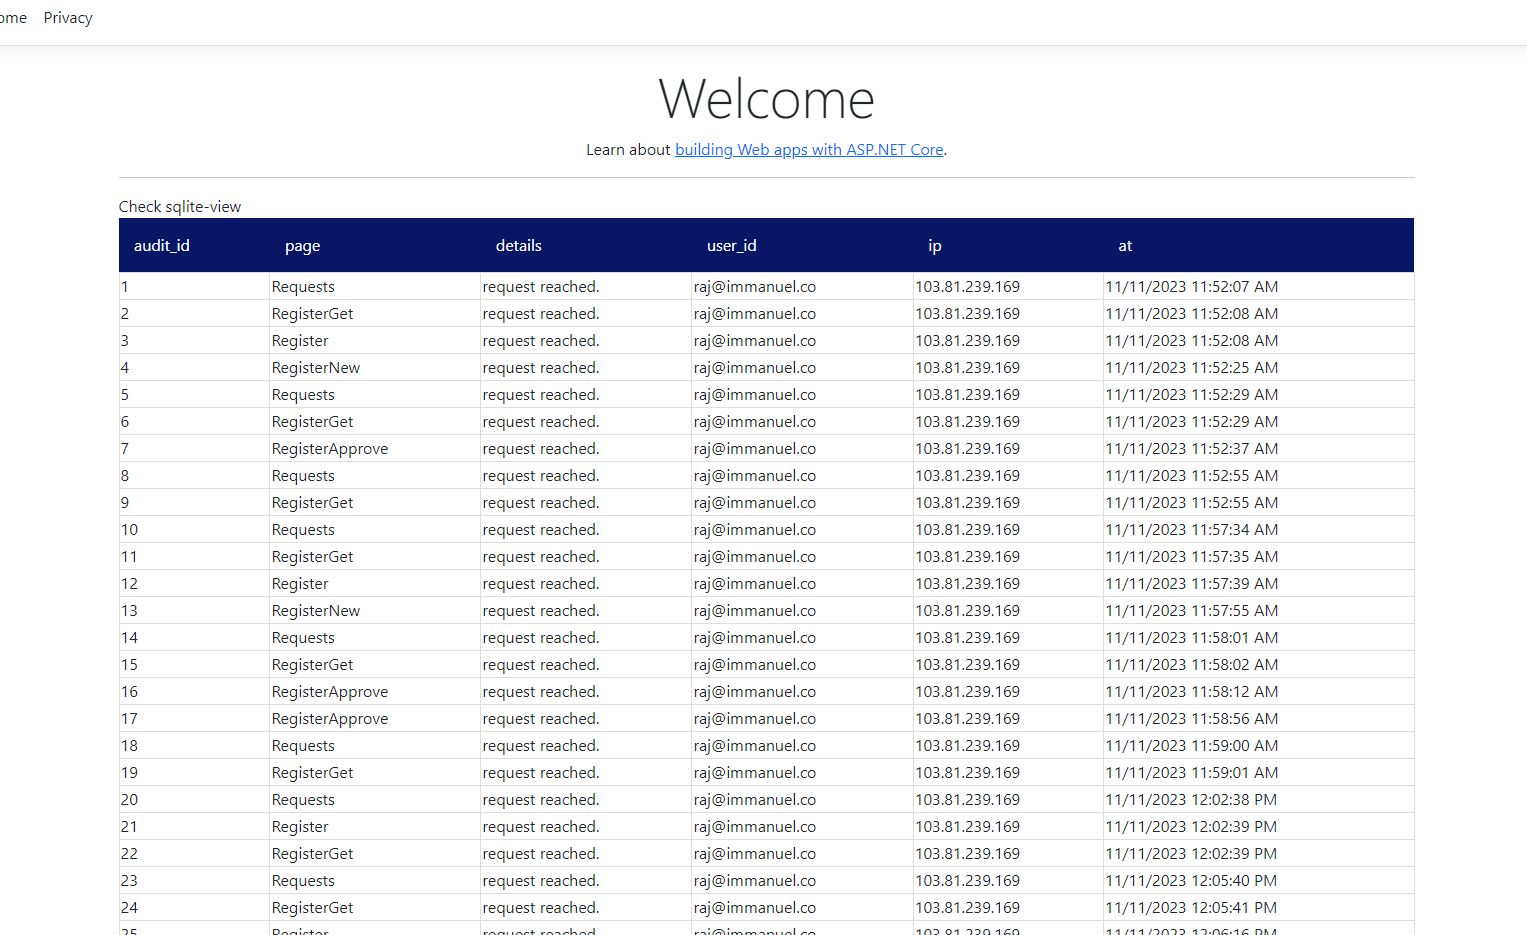 ome Privacy
Welcome
Learn about building Web apps with ASP.NET Core.
Check sqlite-view
audit_id page details user_id ip at
1 Requests request reached. raj@immanuel.co 103.81.239.169 11/11/2023 11:52:07 AM
2 RegisterGet request reached. raj@immanuel.co 103.81.239.169 11/11/2023 11:52:08 AM
3 Register request reached. raj@immanuel.co 103.81.239.169 11/11/2023 11:52:08 AM
4 RegisterNew request reached. raj@immanuel.co 103.81.239.169 11/11/2023 11:52:25 AM
5 Requests request reached. raj@immanuel.co 103.81.239.169 11/11/2023 11:52:29 AM
6 RegisterGet request reached. raj@immanuel.co 103.81.239.169 11/11/2023 11:52:29 AM
7 RegisterApprove request reached. raj@immanuel.co 103.81.239.169 11/11/2023 11:52:37 AM
8 Requests request reached. raj@immanuel.co 103.81.239.169 11/11/2023 11:52:55 AM
9 RegisterGet request reached. raj@immanuel.co 103.81.239.169 11/11/2023 11:52:55 AM
10 Requests request reached. raj@immanuel.co 103.81.239.169 11/11/2023 11:57:34 AM
11 RegisterGet request reached. raj@immanuel.co 103.81.239.169 11/11/2023 11:57:35 AM
12 Register request reached. raj@immanuel.co 103.81.239.169 11/11/2023 11:57:39 AM
13 RegisterNew request reached. raj@immanuel.co 103.81.239.169 11/11/2023 11:57:55 AM
14 Requests request reached. raj@immanuel.co 103.81.239.169 11/11/2023 11:58:01 AM
15 RegisterGet request reached. raj@immanuel.co 103.81.239.169 11/11/2023 11:58:02 AM
16 RegisterApprove request reached. raj@immanuel.co 103.81.239.169 11/11/2023 11:58:12 AM
17 RegisterApprove request reached. raj@immanuel.co 103.81.239.169 11/11/2023 11:58:56 AM
18 Requests request reached. raj@immanuel.co 103.81.239.169 11/11/2023 11:59:00 AM
19 RegisterGet request reached. raj@immanuel.co 103.81.239.169 11/11/2023 11:59:01 AM
20 Requests request reached. raj@immanuel.co 103.81.239.169 11/11/2023 12:02:38 PM
21 Register request reached. raj@immanuel.co 103.81.239.169 11/11/2023 12:02:39 PM
22 RegisterGet request reached. raj@immanuel.co 103.81.239.169 11/11/2023 12:02:39 PM
23 Requests request reached. raj@immanuel.co 103.81.239.169 11/11/2023 12:05:40 PM
24 RegisterGet request reached. raj@immanuel.co 103.81.239.169 11/11/2023 12:05:41 PM
25 Register request reached. raj@immanuel.co 103.81.239.169 11/11/2023 12:06:16 PM